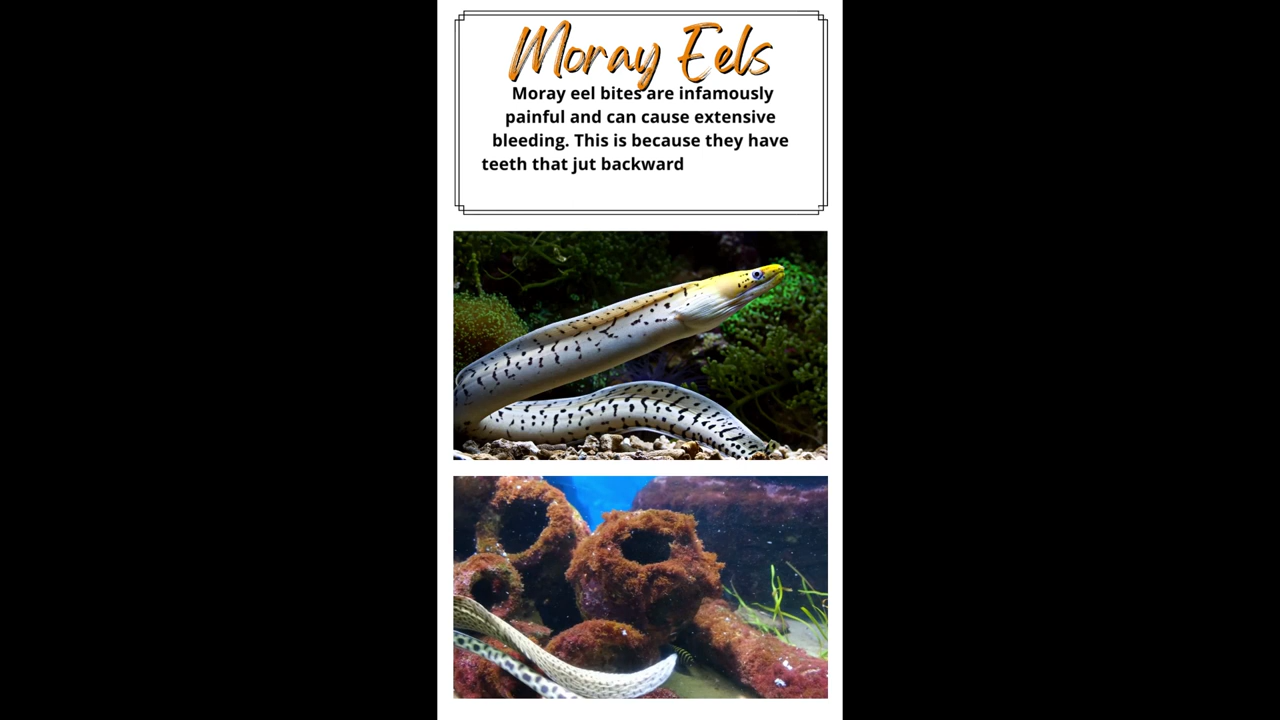 Moray Eels
Moray eel bites are infamously
painful and can cause extensive
bleeding. This is because they have
teeth that jut backward